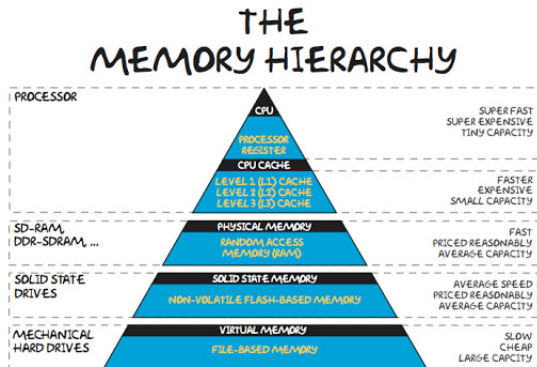 THE
MEMORY HIERARCHY
PROCESSOR
CPU
PROCESSOR
REGISTER
SUPER FAST
SUPER EXPENSIVE
TINY CAPACITY
CPU CACHE
LEVEL 1 (L1) CACHE
LEVEL 2 (L2) CACHE
LEVEL 3 (L3) CACHE
FASTER
EXPENSIVE
SMALL CAPACITY
SD-RAM,
DDR-SDRAM, ...
PHYSICAL MEMORY
RANDOM ACCESS
MEMORY (RAM)
FAST
PRICED REASONABLY
AVERAGE CAPACITY
SOLID STATE
DRIVES
SOLID STATE MEMORY
NON-VOLATILE FLASH-BASED MEMORY
AVERAGE SPEED
PRICED REASONABLY
AVERAGE CAPACITY
MECHANICAL
HARD DRIVES
VIRTUAL MEMORY
FILE-BASED MEMORY
SLOW
CHEAP
LARGE CAPCITY